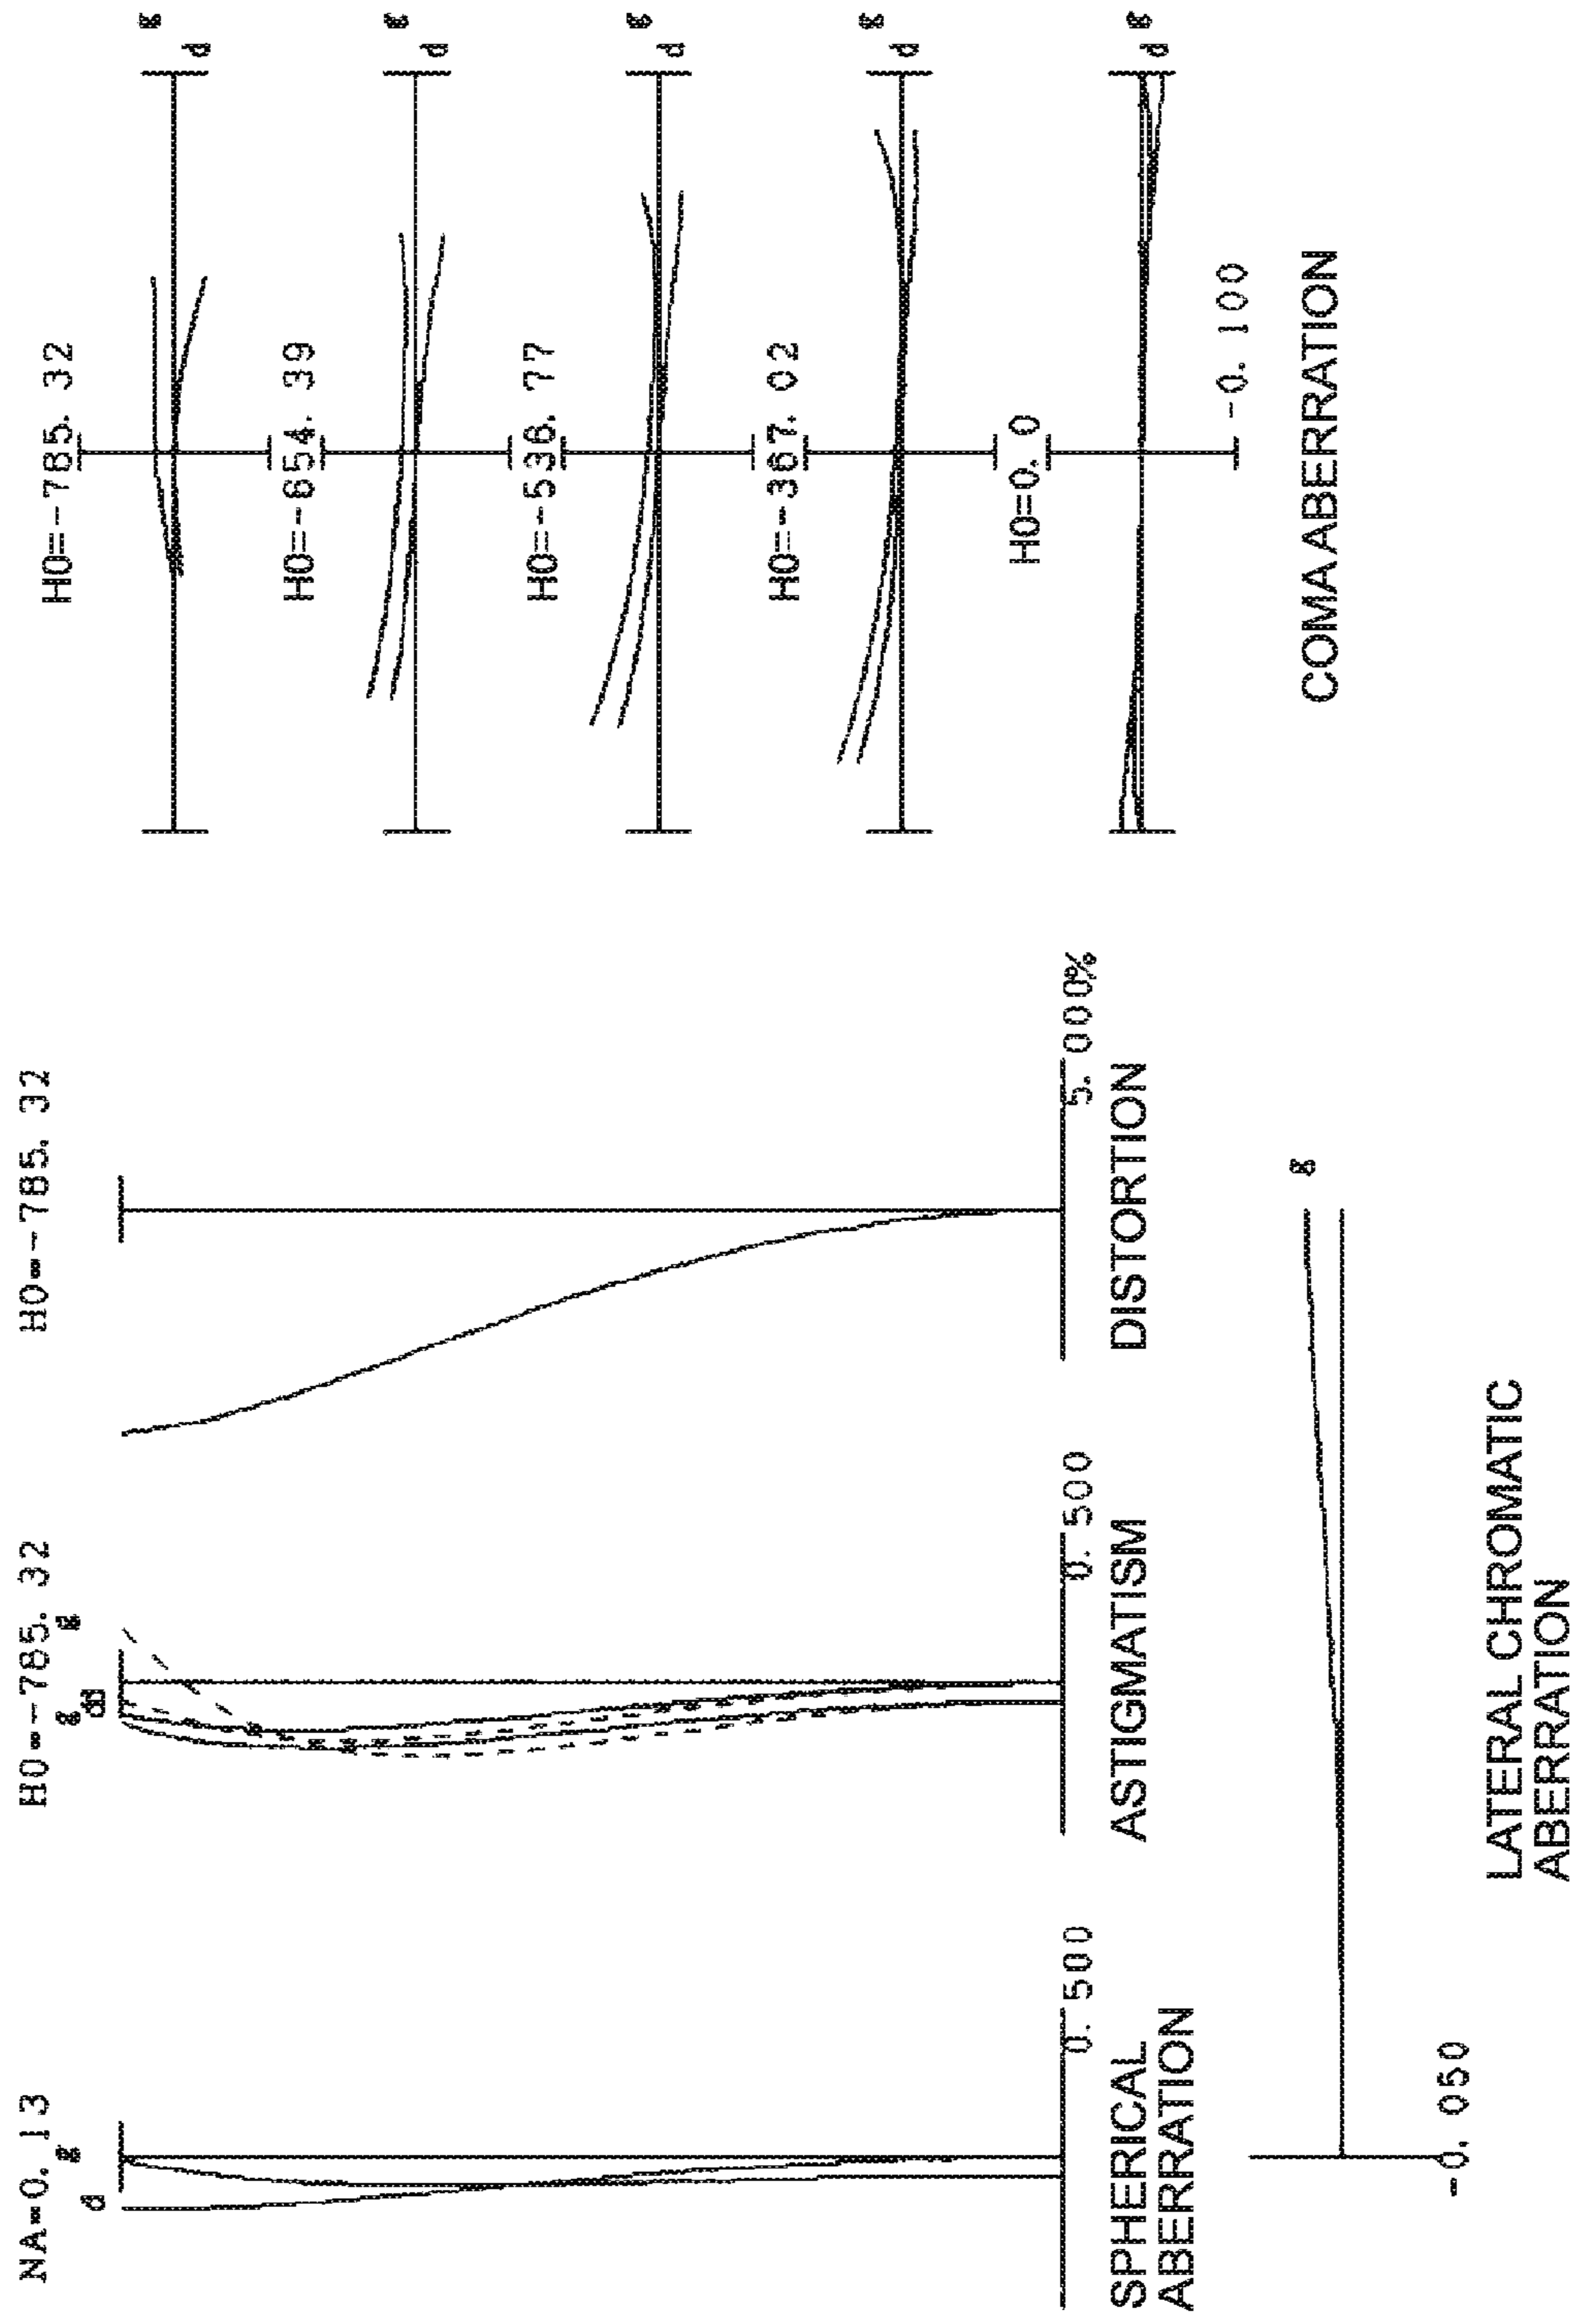 NA=0. 13
d g
0. 500
SPHERICAL
ABERRATION
H0=-785. 32
g dd g
0. 500
ASTIGMATISM
H0=-785. 32
5. 000%
DISTORTION
g
-0. 050
LATERAL CHROMATIC
ABERRATION
H0=-785. 32
g
d
H0=-654. 39
g
d
H0=-536. 77
g
d
H0=-367. 02
g
d
H0=0. 0
g
d
-0. 100
COMA ABERRATION